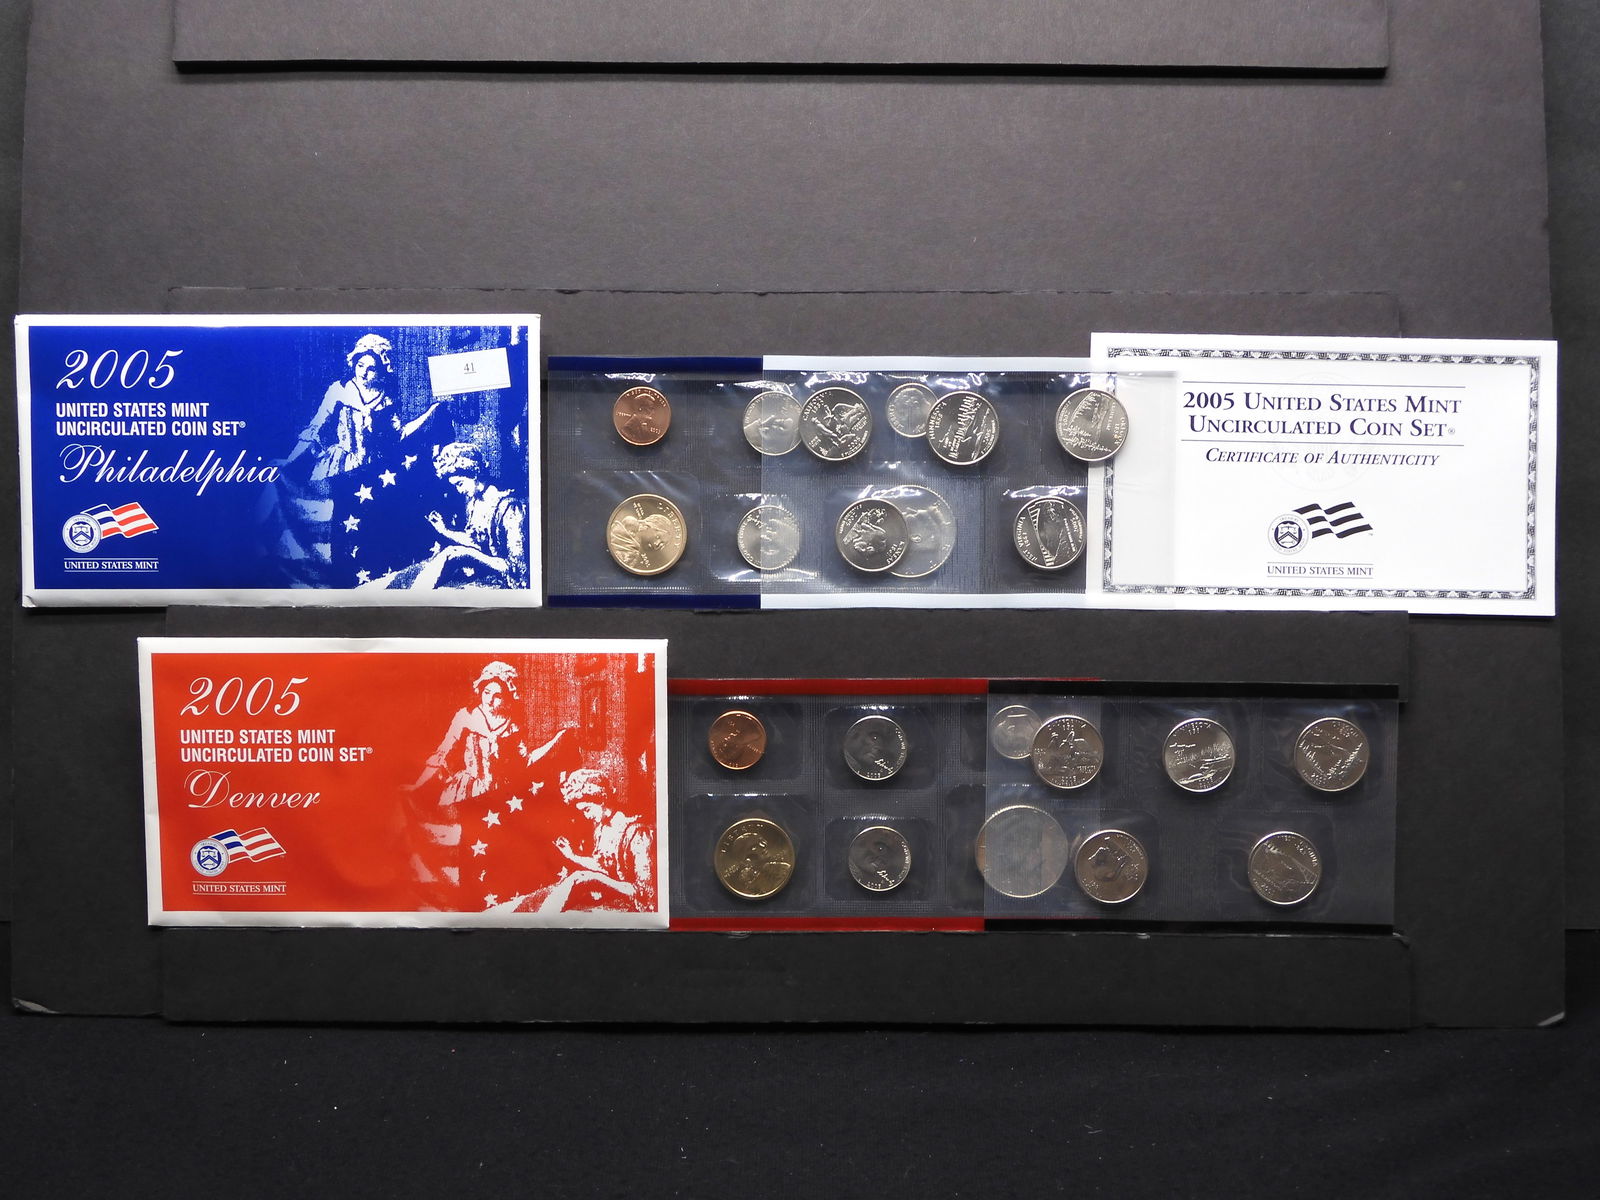 2005
UNITED STATES MINT
UNCIRCULATED COIN SET®
Philadelphia
UNITED STATES MINT
41
2005 UNITED STATES MINT
UNCIRCULATED COIN SET®
CERTIFICATE OF AUTHENTICITY
UNITED STATES MINT
2005
UNITED STATES MINT
UNCIRCULATED COIN SET®
Denver
UNITED STATES MINT